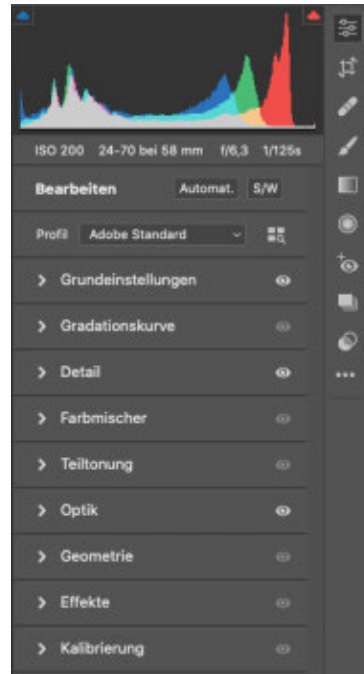 ISO 200 24-70 bei 58 mm f/6,3 1/125s
Bearbeiten Automat. S/W
Profil Adobe Standard
Grundeinstellungen
Gradationskurve
Detail
Farbmischer
Teiltonung
Optik
Geometrie
Effekte
Kalibrierung